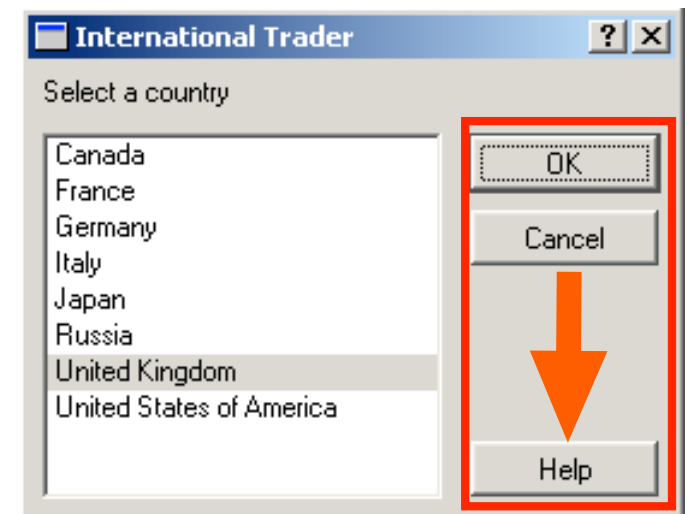 International Trader
Select a country
Canada
France
Germany
Italy
Japan
Russia
United Kingdom
United States of America
OK
Cancel
Help